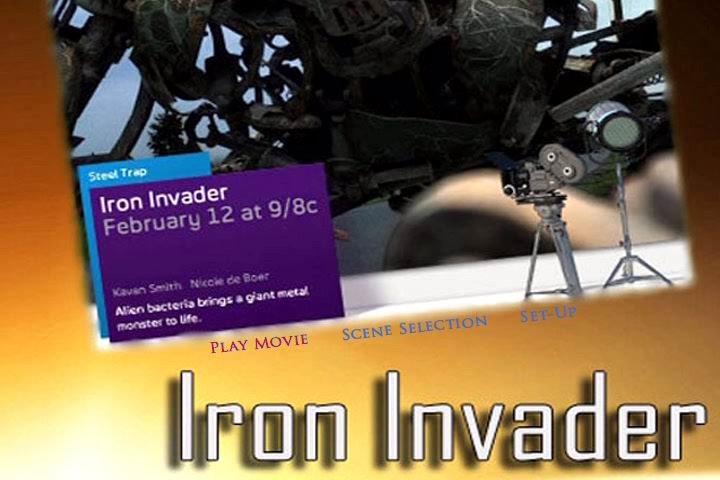 Steel Trap
Iron Invader
February 12 at 9/8c
Kavan Smith Nicole de Boer
Alien bacteria brings a giant metal
monster to life.
Play Movie
Scene Selection
Set-Up
Iron Invader